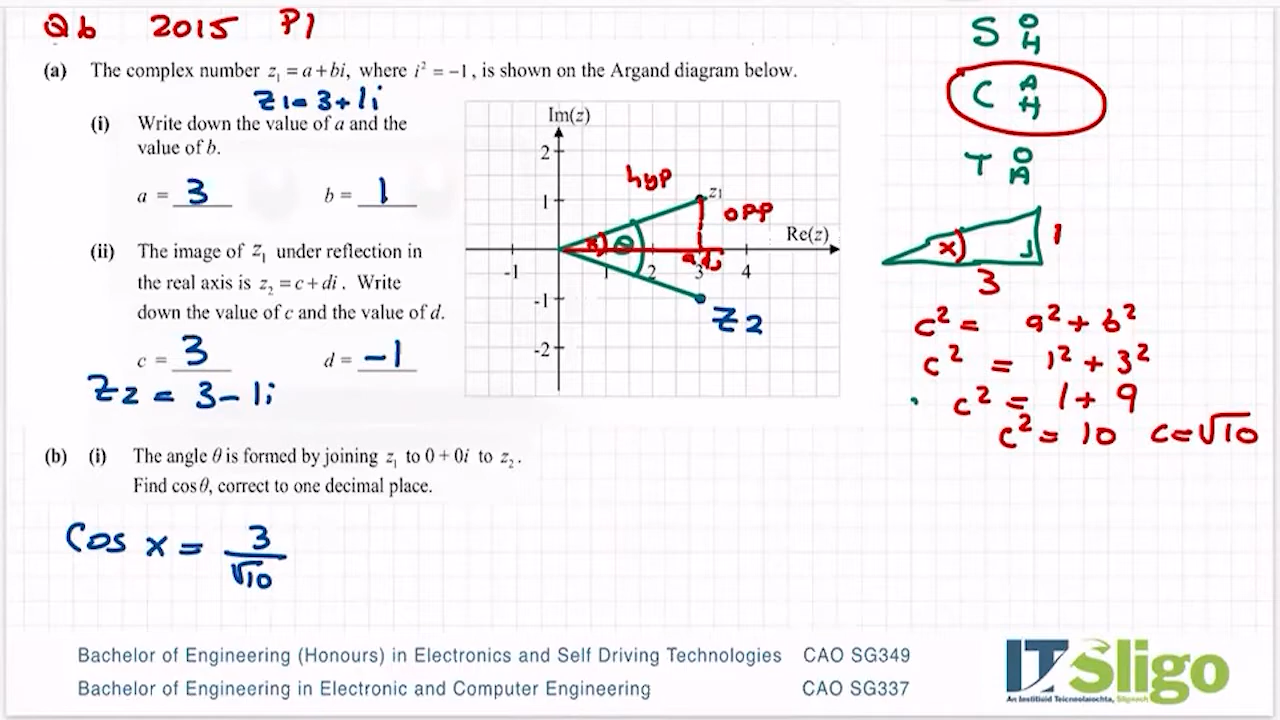 Q6 2015 P1
(a) The complex number z₁ = a + bi, where i² = −1, is shown on the Argand diagram below.
z1 = 3 + 1i
(i) Write down the value of a and the
value of b.
a = 3 b = 1
(ii) The image of z₁ under reflection in
the real axis is z₂ = c + di. Write
down the value of c and the value of d.
c = 3 d = −1
Z2 = 3 − 1i
Im(z)
2
1
-1
-2
-1
1
2
3
4
Re(z)
hyp
z1
opp
adj
x
θ
Z2
S O H
C A H
T O A
x
1
3
c² = a² + b²
c² = 1² + 3²
c² = 1 + 9
c² = 10 c = √10
(b) (i) The angle θ is formed by joining z₁ to 0 + 0i to z₂.
Find cos θ, correct to one decimal place.
Cos x = 3/√10
Bachelor of Engineering (Honours) in Electronics and Self Driving Technologies CAO SG349
Bachelor of Engineering in Electronic and Computer Engineering CAO SG337
IT Sligo
An Institiúid Teicneolaíochta, Sligeach